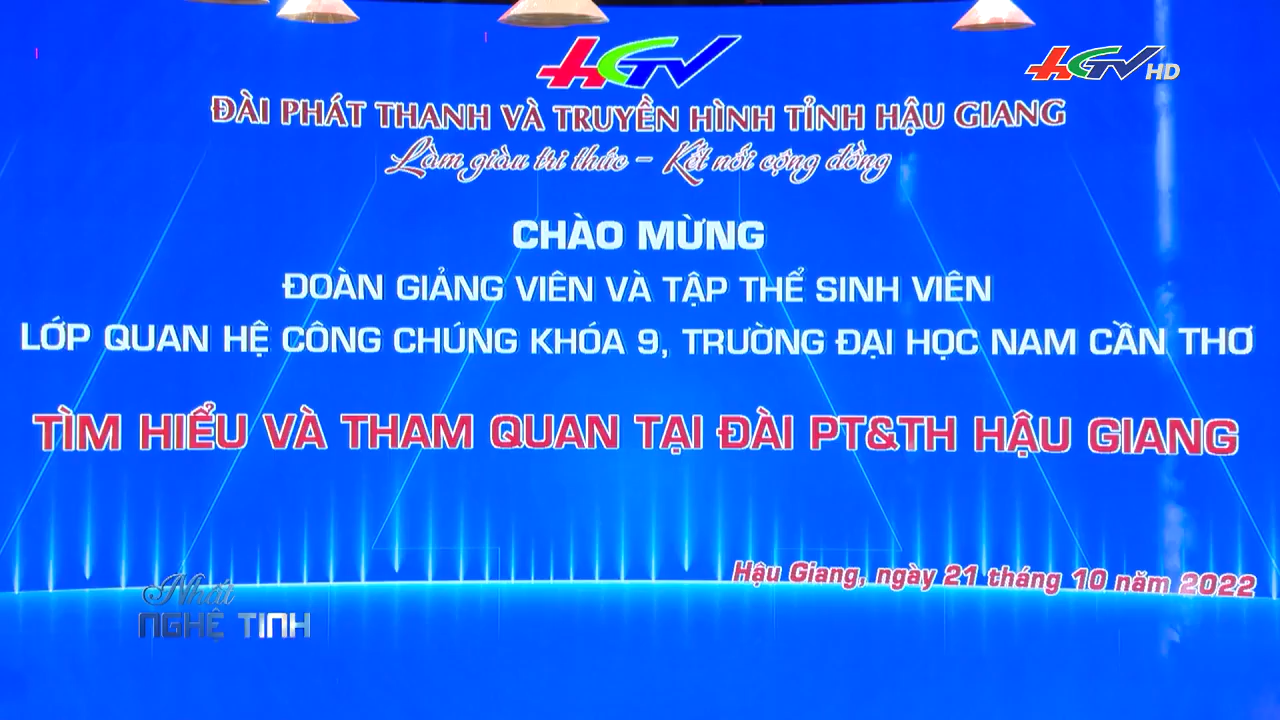 HGTV
HGTV HD
ĐÀI PHÁT THANH VÀ TRUYỀN HÌNH TỈNH HẬU GIANG
Làm giàu tri thức - Kết nối cộng đồng
CHÀO MỪNG
ĐOÀN GIẢNG VIÊN VÀ TẬP THỂ SINH VIÊN
LỚP QUAN HỆ CÔNG CHÚNG KHÓA 9, TRƯỜNG ĐẠI HỌC NAM CẦN THƠ
TÌM HIỂU VÀ THAM QUAN TẠI ĐÀI PT&TH HẬU GIANG
Hậu Giang, ngày 21 tháng 10 năm 2022
Nhất
NGHỆ TINH